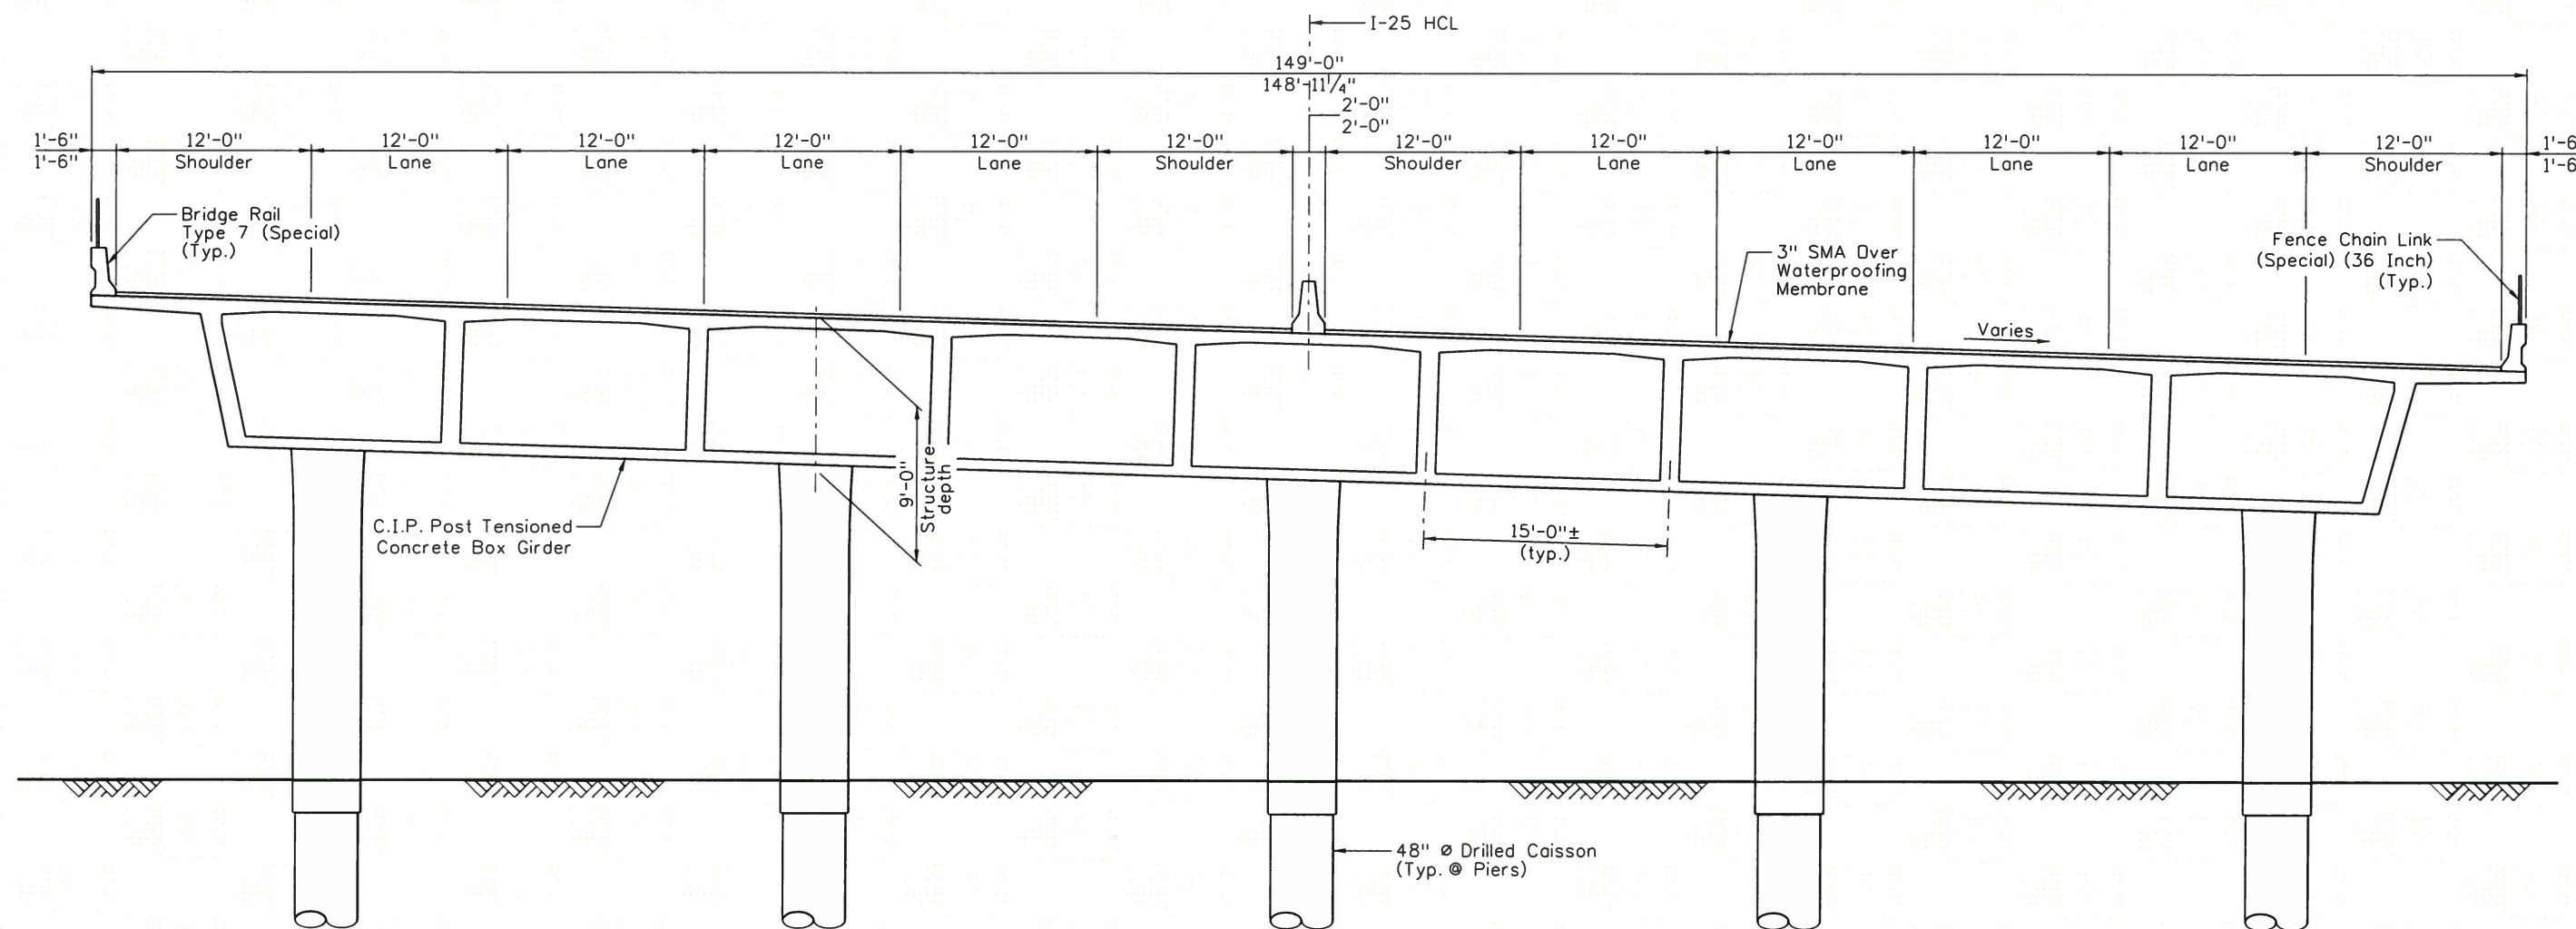 I-25 HCL
149'-0"
148'-11 1/4"
2'-0"
2'-0"
1'-6" 12'-0" 12'-0" 12'-0" 12'-0" 12'-0" 12'-0" 12'-0" 12'-0" 12'-0" 12'-0" 12'-0" 12'-0" 1'-6
1'-6" Shoulder Lane Lane Lane Lane Shoulder Shoulder Lane Lane Lane Lane Shoulder 1'-6
Bridge Rail
Type 7 (Special)
(Typ.)
3" SMA Over
Waterproofing
Membrane
Fence Chain Link
(Special) (36 Inch)
(Typ.)
Varies
9'-0"
Structure
depth
C.I.P. Post Tensioned
Concrete Box Girder
15'-0"±
(typ.)
48" Ø Drilled Caisson
(Typ. @ Piers)